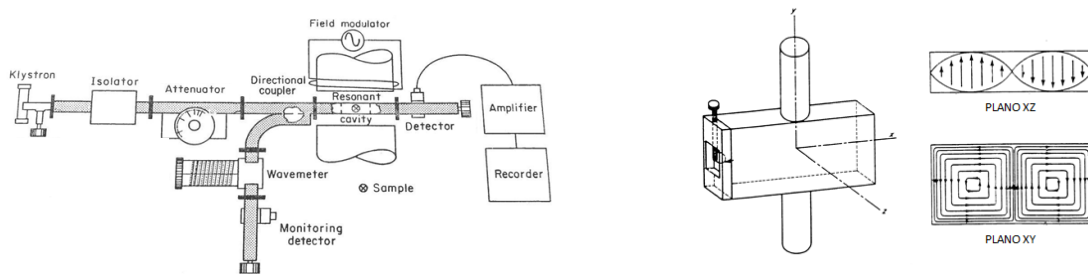 Field modulator
Klystron
Isolator
Attenuator
Directional
coupler
Resonant
cavity
Detector
Amplifier
Recorder
Wavemeter
Sample
Monitoring
detector
y
x
z
PLANO XZ
PLANO XY